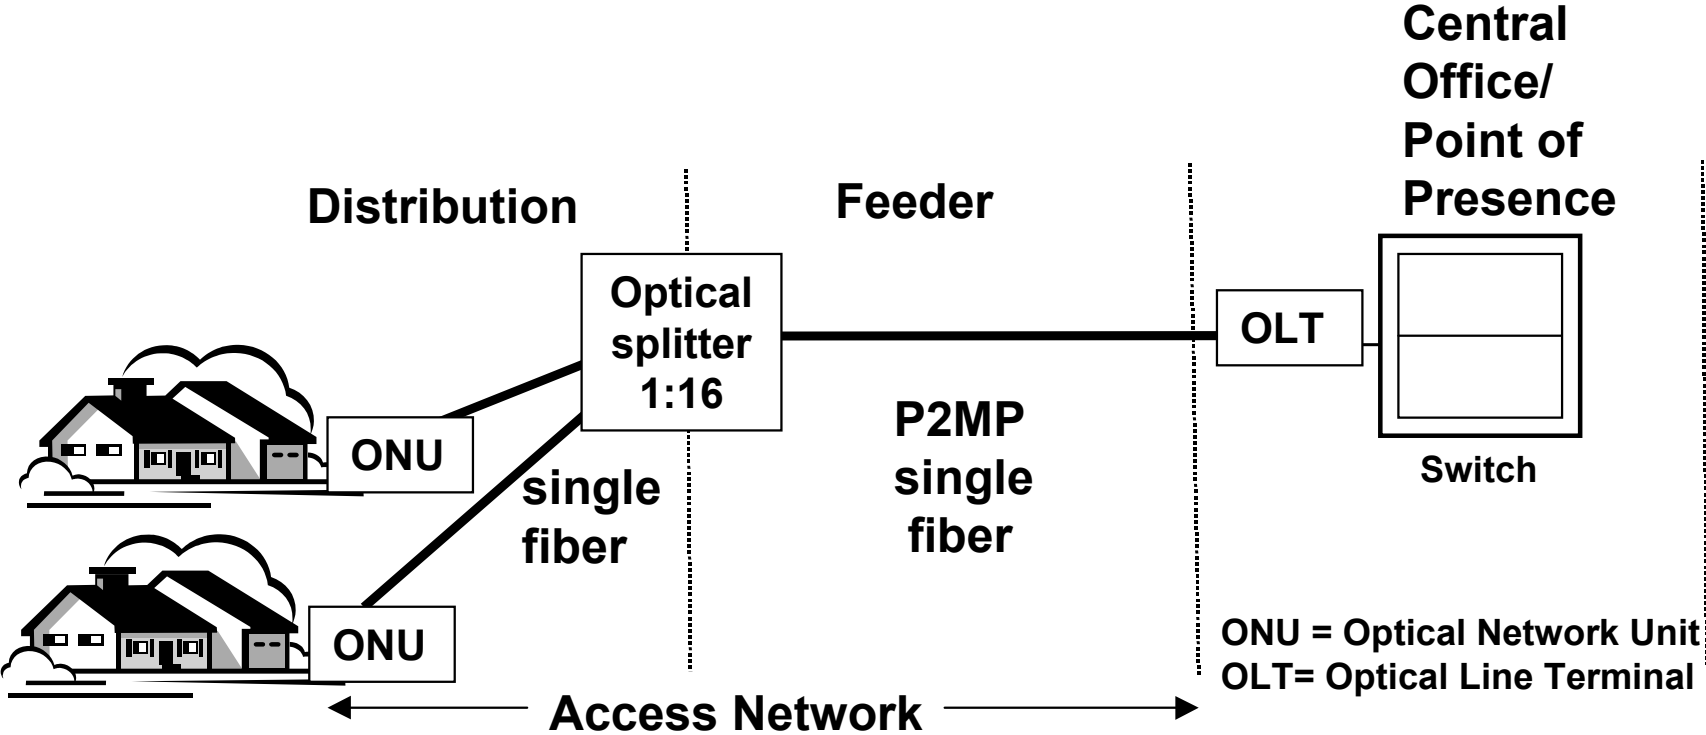 Central
Office/
Point of
Presence
Distribution
Feeder
Optical
splitter
1:16
OLT
ONU
single
fiber
P2MP
single
fiber
Switch
ONU
ONU = Optical Network Unit
OLT= Optical Line Terminal
Access Network